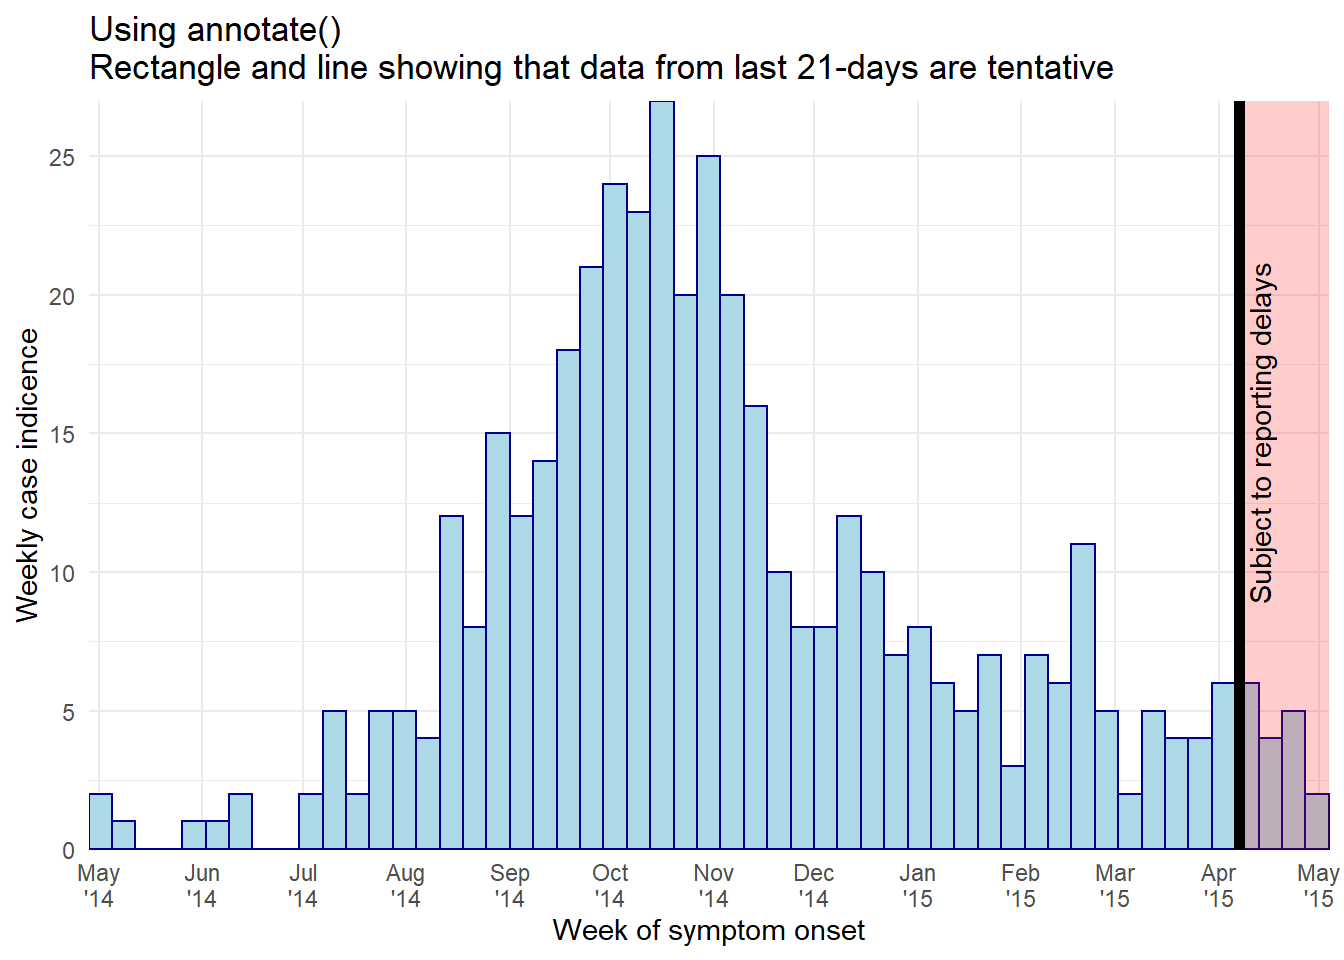 Using annotate()
Rectangle and line showing that data from last 21-days are tentative
Weekly case indicence
25
20
15
10
5
0
Subject to reporting delays
May '14
Jun '14
Jul '14
Aug '14
Sep '14
Oct '14
Nov '14
Dec '14
Jan '15
Feb '15
Mar '15
Apr '15
May '15
Week of symptom onset